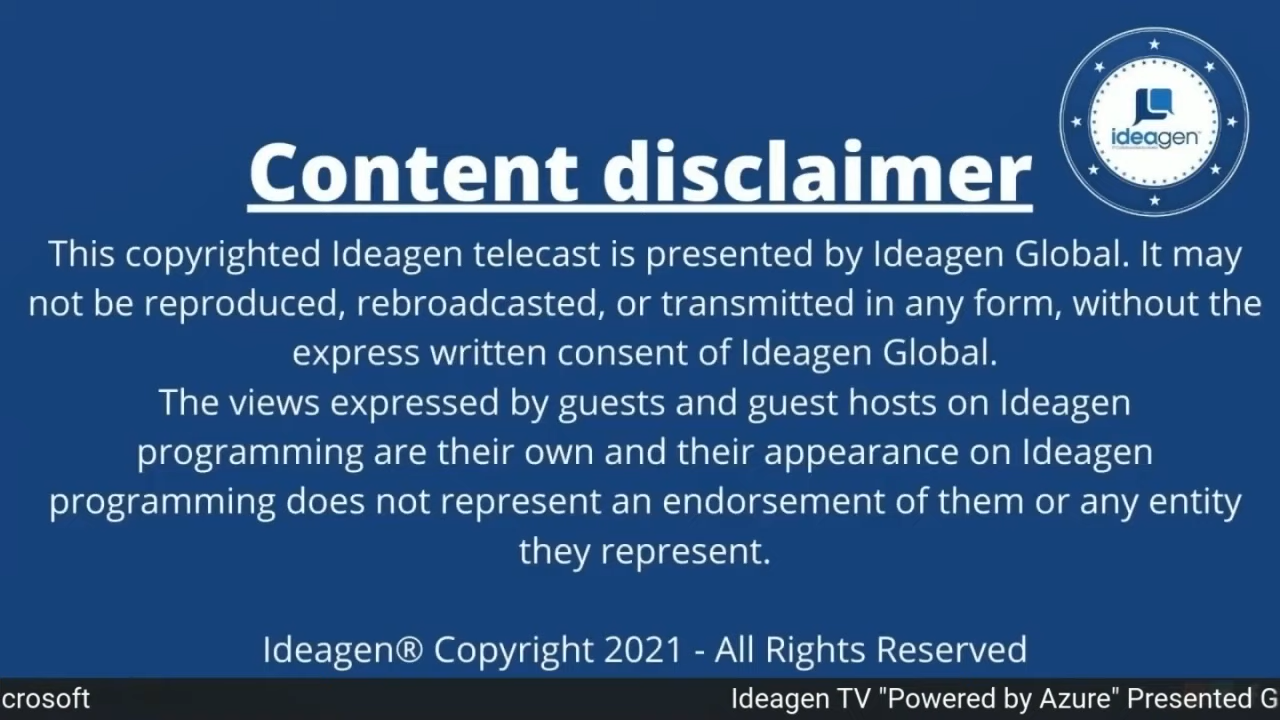 ideagen
Content disclaimer
This copyrighted Ideagen telecast is presented by Ideagen Global. It may
not be reproduced, rebroadcasted, or transmitted in any form, without the
express written consent of Ideagen Global.
The views expressed by guests and guest hosts on Ideagen
programming are their own and their appearance on Ideagen
programming does not represent an endorsement of them or any entity
they represent.
Ideagen® Copyright 2021 - All Rights Reserved
crosoft Ideagen TV "Powered by Azure" Presented G